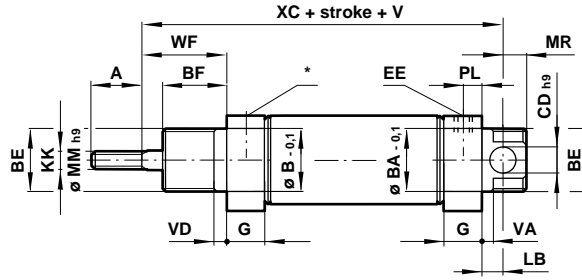 XC + stroke + V
WF
MR
A
BF
*
EE
PL
CD h9
BE
KK
ø MM h9
ø B - 0,1
ø BA - 0,1
BE
VD
G
G
VA
LB